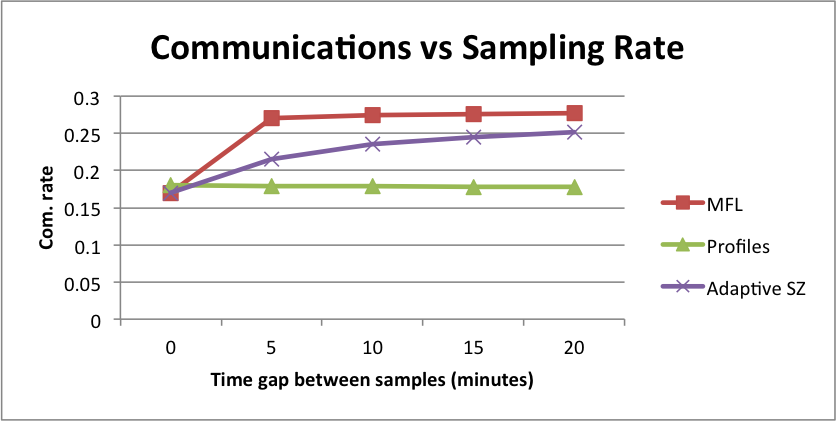 Communications vs Sampling Rate
0.3
0.25
0.2
0.15
0.1
0.05
0
Com. rate
0 5 10 15 20
Time gap between samples (minutes)
MFL
Profiles
Adaptive SZ